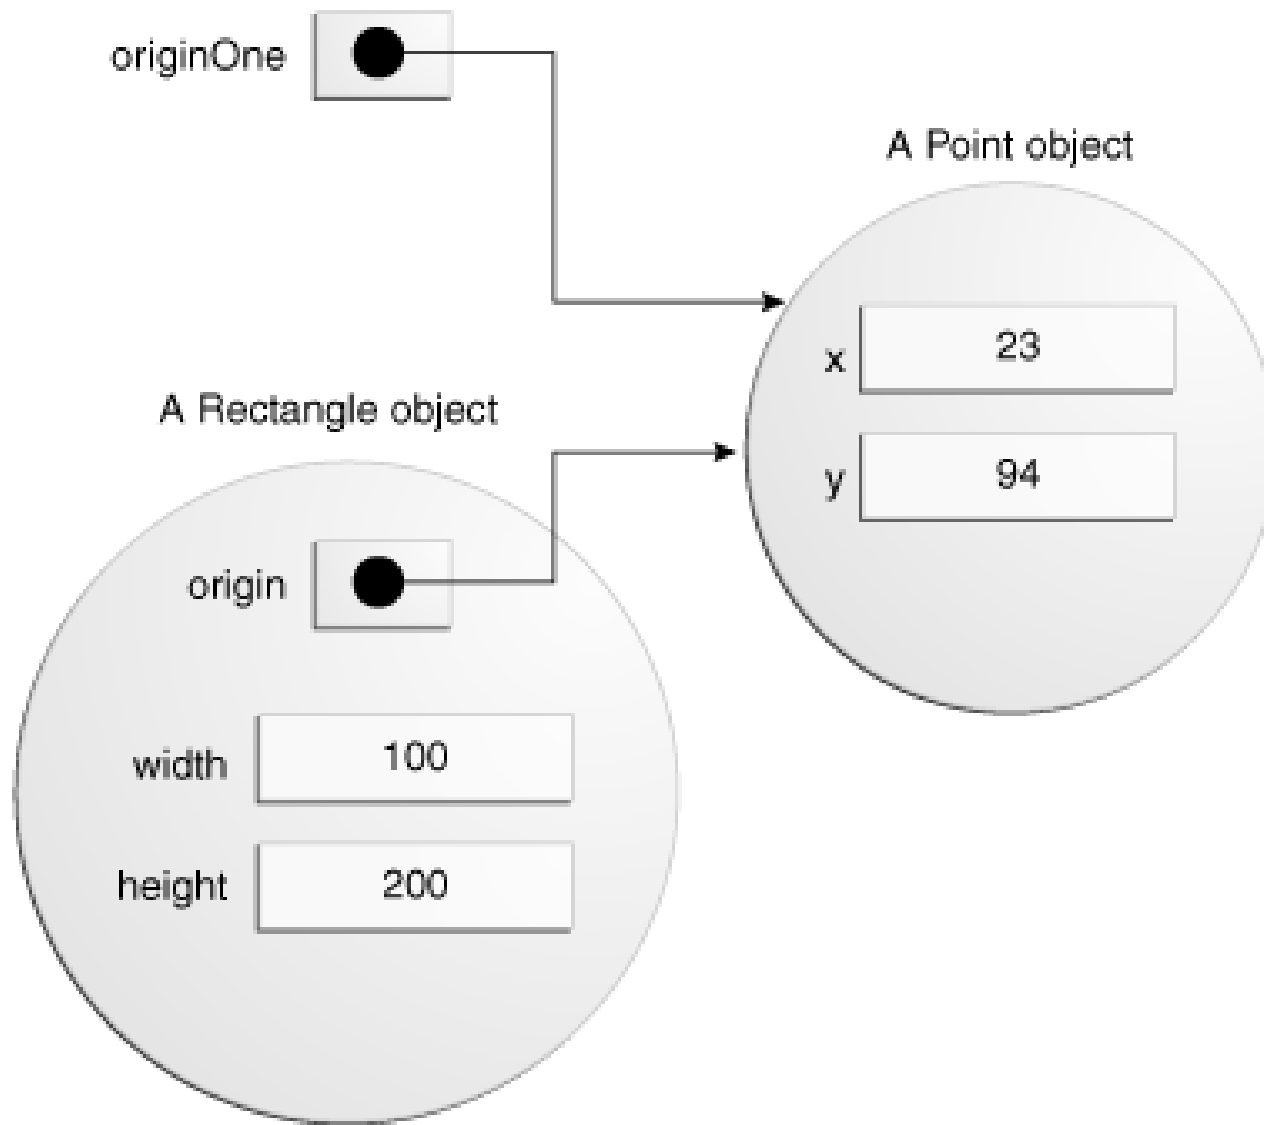 originOne
A Point object
x 23
y 94
A Rectangle object
origin
width 100
height 200